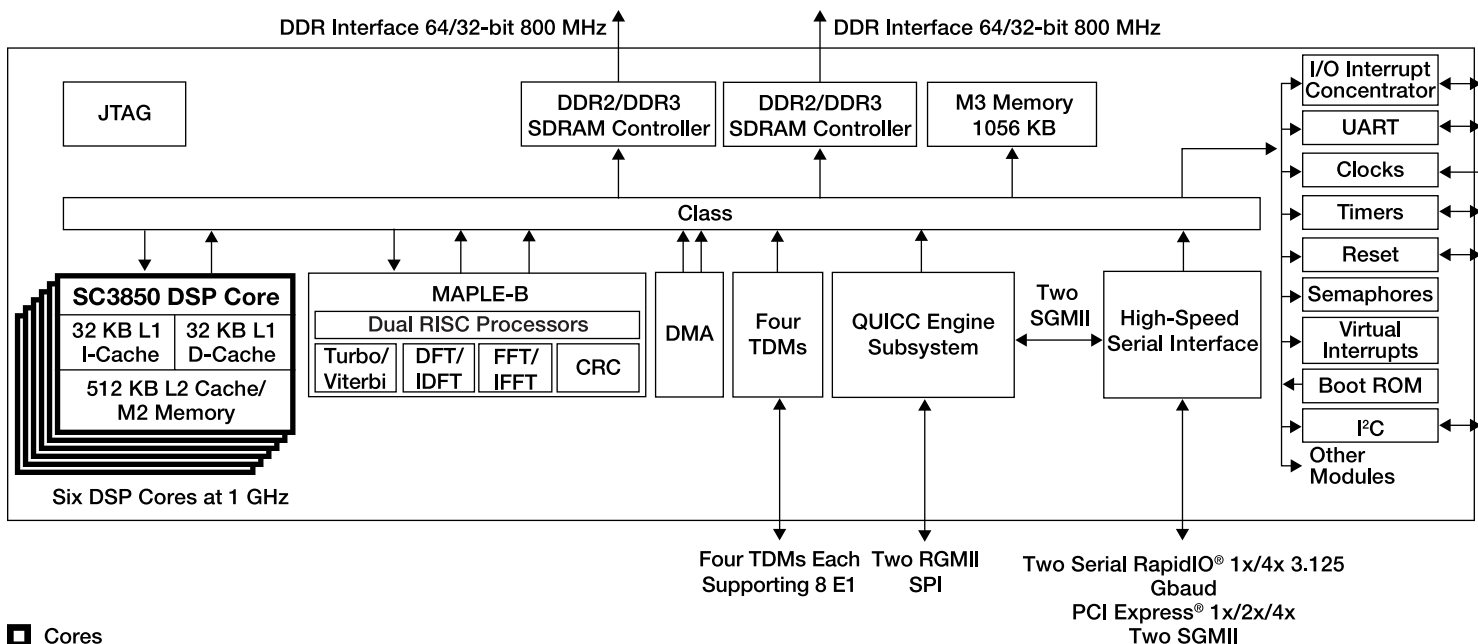 DDR Interface 64/32-bit 800 MHz
DDR Interface 64/32-bit 800 MHz
JTAG
DDR2/DDR3
SDRAM Controller
DDR2/DDR3
SDRAM Controller
M3 Memory
1056 KB
I/O Interrupt
Concentrator
UART
Clocks
Timers
Reset
Semaphores
Virtual
Interrupts
Boot ROM
I²C
Other
Modules
Class
SC3850 DSP Core
32 KB L1
I-Cache
32 KB L1
D-Cache
512 KB L2 Cache/
M2 Memory
Six DSP Cores at 1 GHz
MAPLE-B
Dual RISC Processors
Turbo/
Viterbi
DFT/
IDFT
FFT/
IFFT
CRC
DMA
Four
TDMs
QUICC Engine
Subsystem
Two
SGMII
High-Speed
Serial Interface
Four TDMs Each
Supporting 8 E1
Two RGMII
SPI
Two Serial RapidIO® 1x/4x 3.125
Gbaud
PCI Express® 1x/2x/4x
Two SGMII
Cores